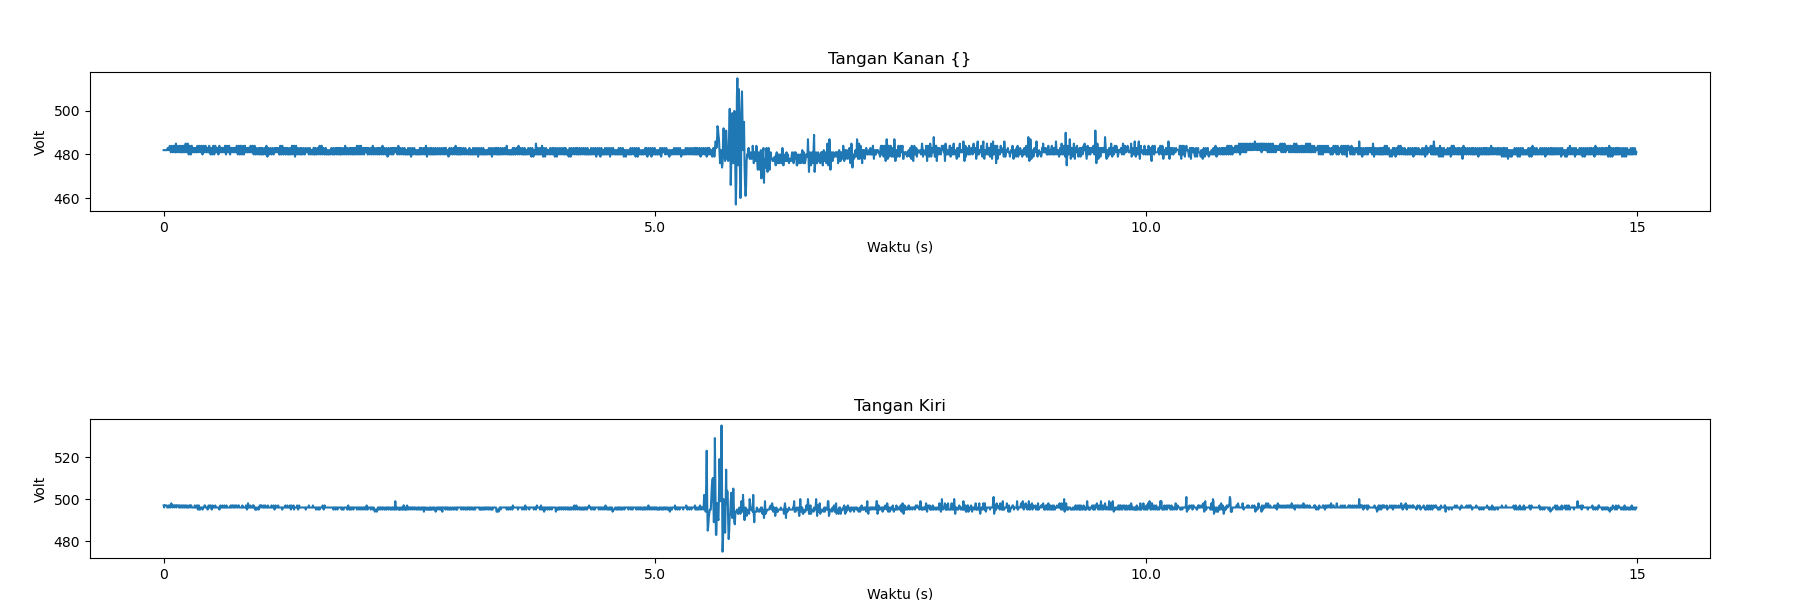 Tangan Kanan {}
500
480
460
Volt
0 5.0 10.0 15
Waktu (s)
Tangan Kiri
520
500
480
Volt
0 5.0 10.0 15
Waktu (s)